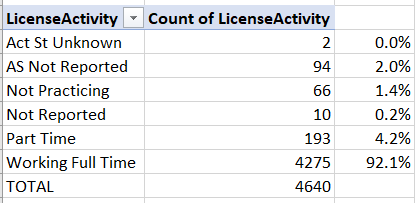 LicenseActivity Count of LicenseActivity
Act St Unknown 2 0.0%
AS Not Reported 94 2.0%
Not Practicing 66 1.4%
Not Reported 10 0.2%
Part Time 193 4.2%
Working Full Time 4275 92.1%
TOTAL 4640